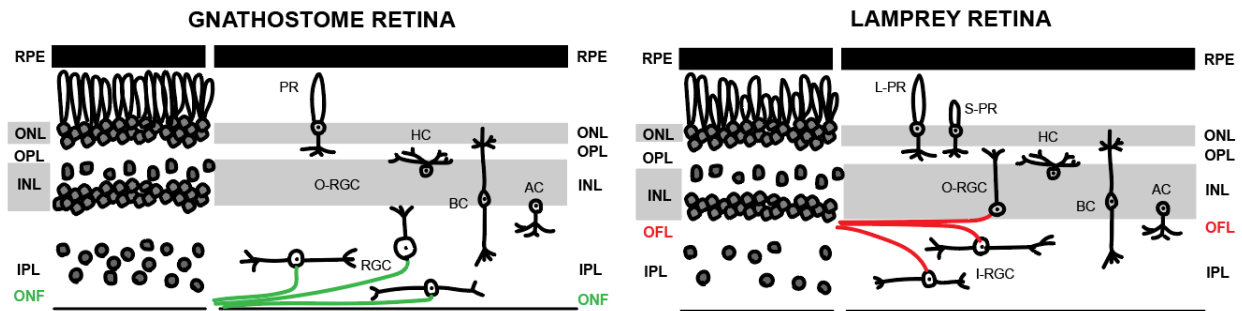 GNATHOSTOME RETINA
RPE
RPE
PR
ONL
ONL
HC
OPL
OPL
INL
O-RGC
INL
AC
BC
IPL
RGC
IPL
ONF
ONF
LAMPREY RETINA
RPE
RPE
L-PR
S-PR
ONL
HC
ONL
OPL
OPL
INL
O-RGC
AC
INL
BC
OFL
OFL
IPL
I-RGC
IPL